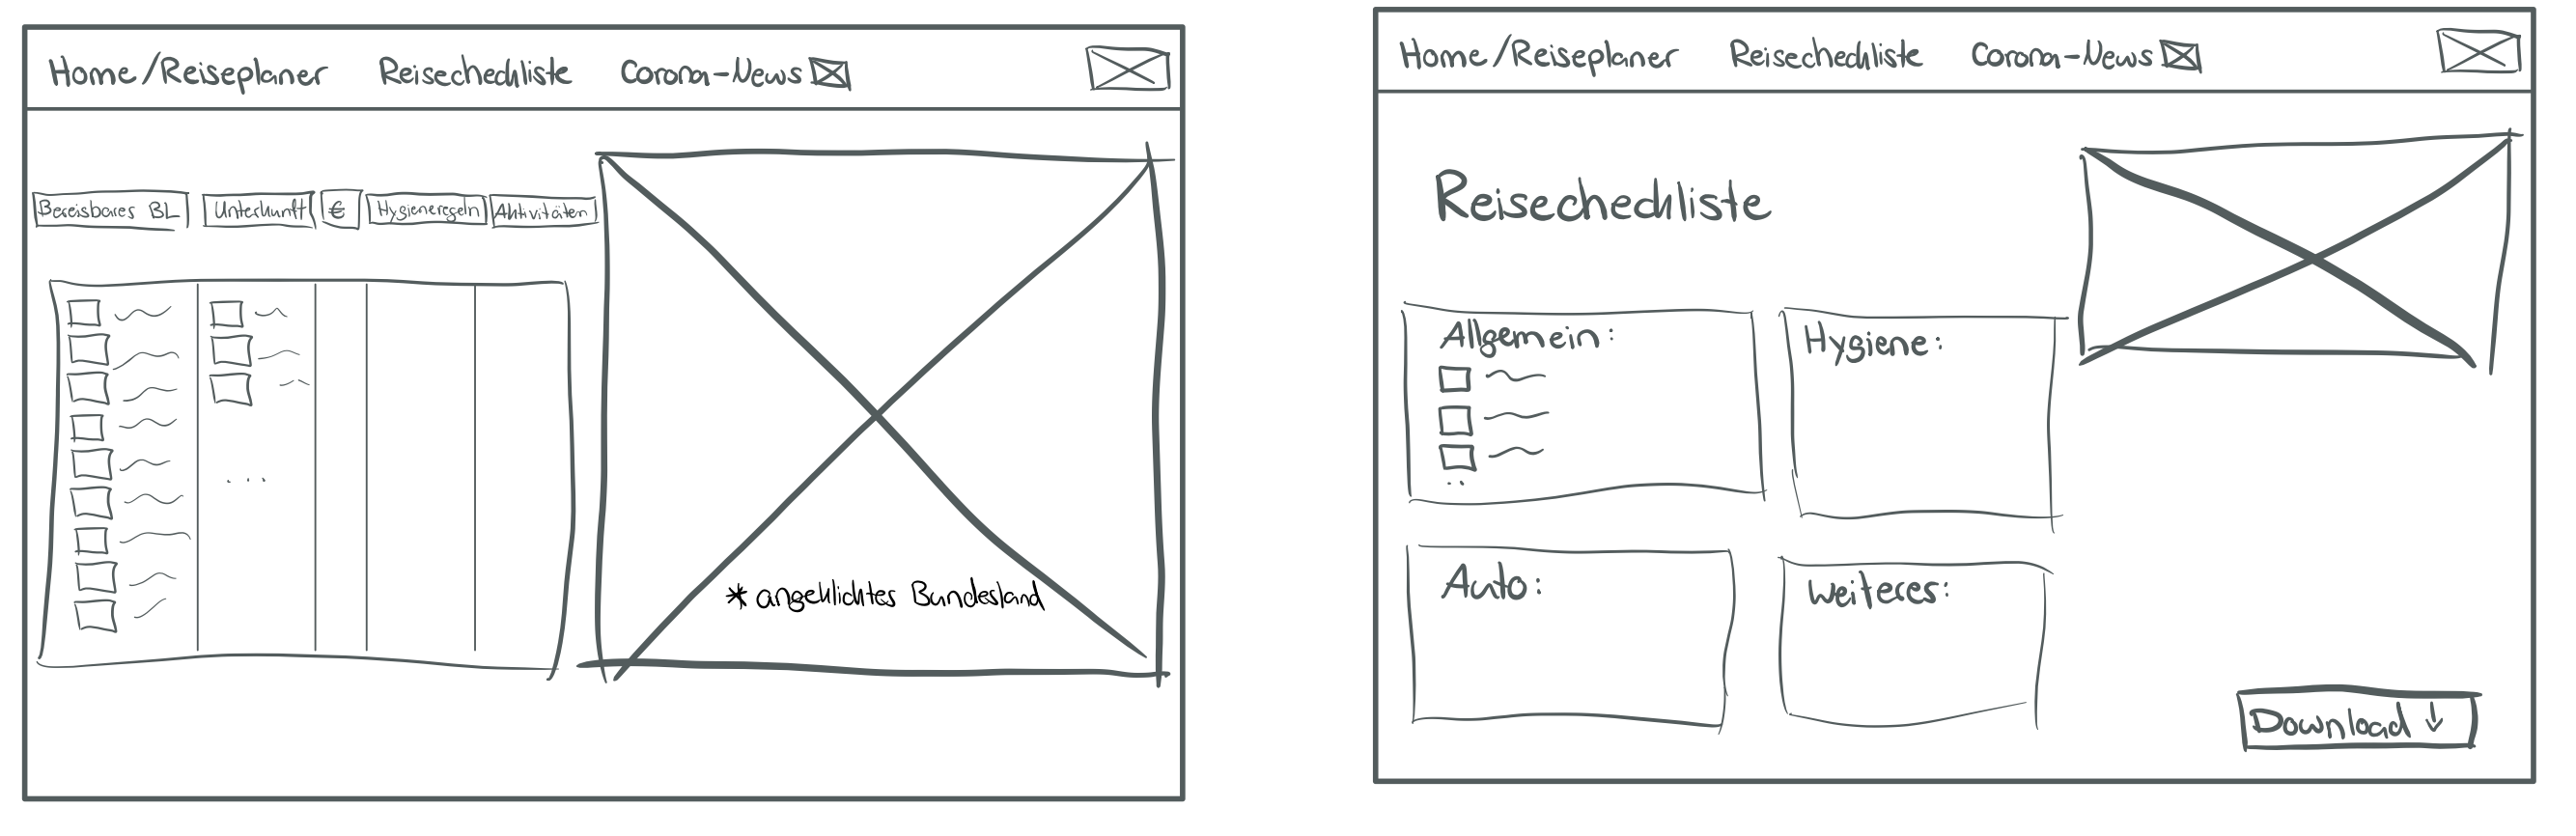 Home/Reiseplaner Reisecheckliste Corona-News
Bereisbares BL Unterkunft € Hygieneregeln Aktivitäten
...
* angeklicktes Bundesland
Home/Reiseplaner Reisecheckliste Corona-News
Reisecheckliste
Allgemein: Hygiene:
..
Auto: Weiteres:
Download ↓